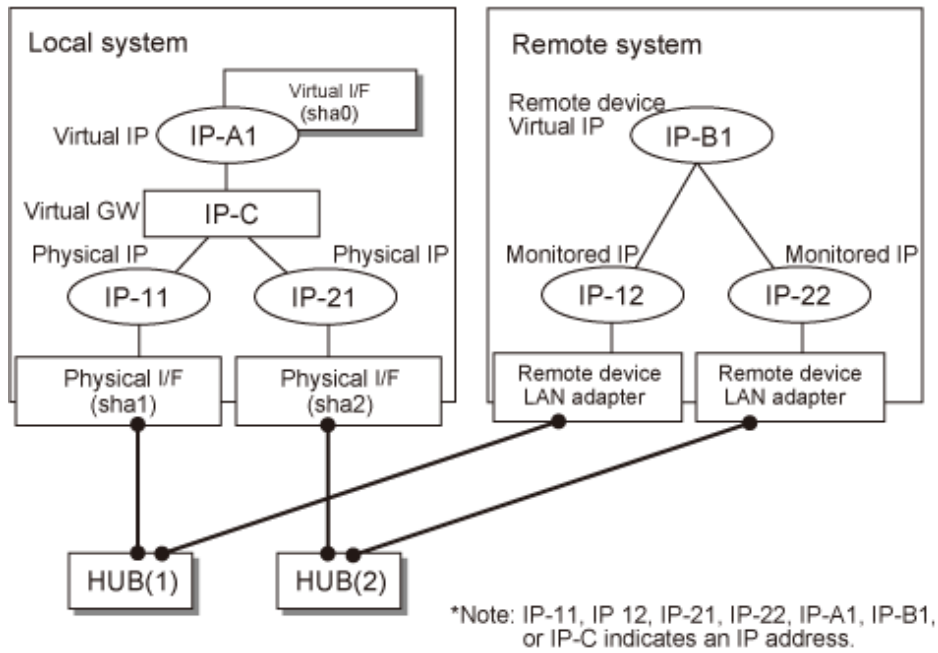 Local system
Virtual I/F
(sha0)
Virtual IP
IP-A1
Virtual GW
IP-C
Physical IP
Physical IP
IP-11
IP-21
Physical I/F
(sha1)
Physical I/F
(sha2)
Remote system
Remote device
Virtual IP
IP-B1
Monitored IP
Monitored IP
IP-12
IP-22
Remote device
LAN adapter
Remote device
LAN adapter
HUB(1)
HUB(2)
*Note: IP-11, IP 12, IP-21, IP-22, IP-A1, IP-B1,
or IP-C indicates an IP address.